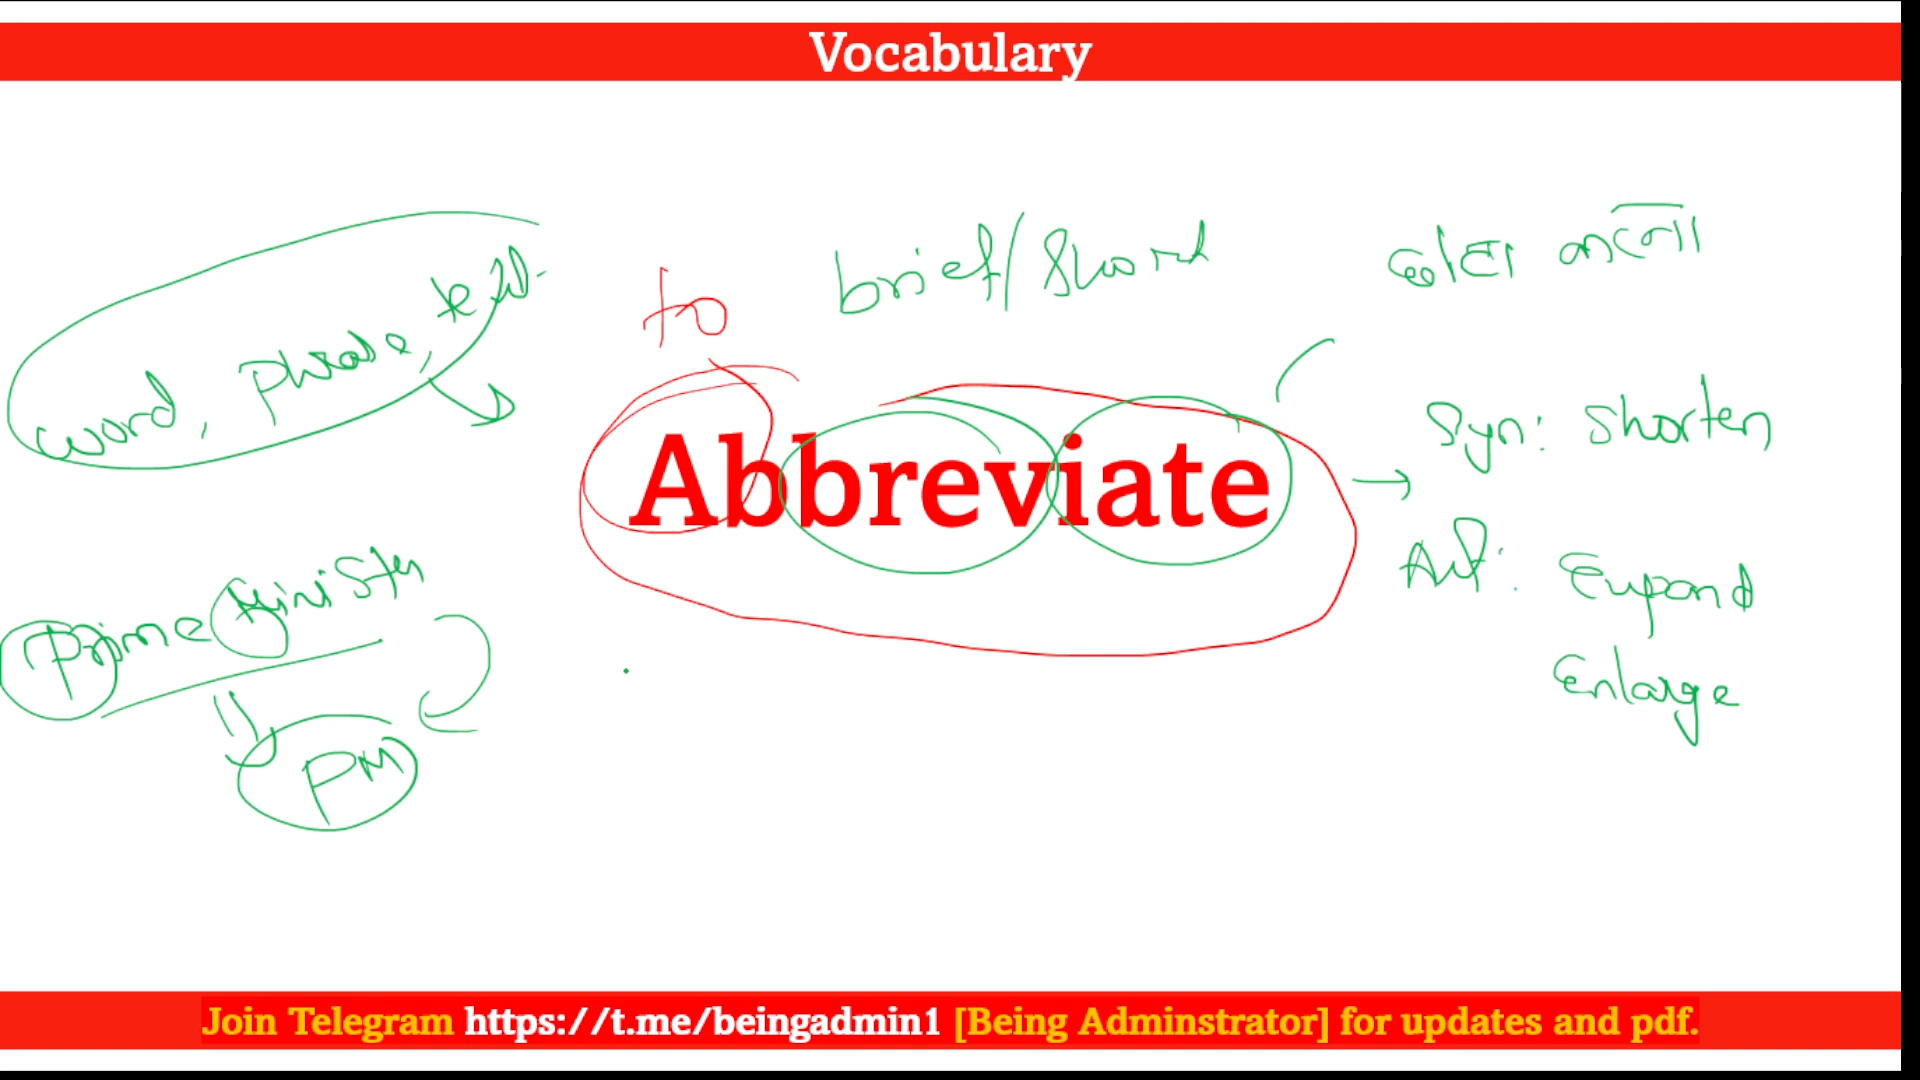 Vocabulary
word, phrase, text.
to
brief/short
छोटा करना
Abbreviate
Syn: Shorten
Ant: Expand
Enlarge
Prime Minister
PM
Join Telegram https://t.me/beingadmin1 [Being Adminstrator] for updates and pdf.